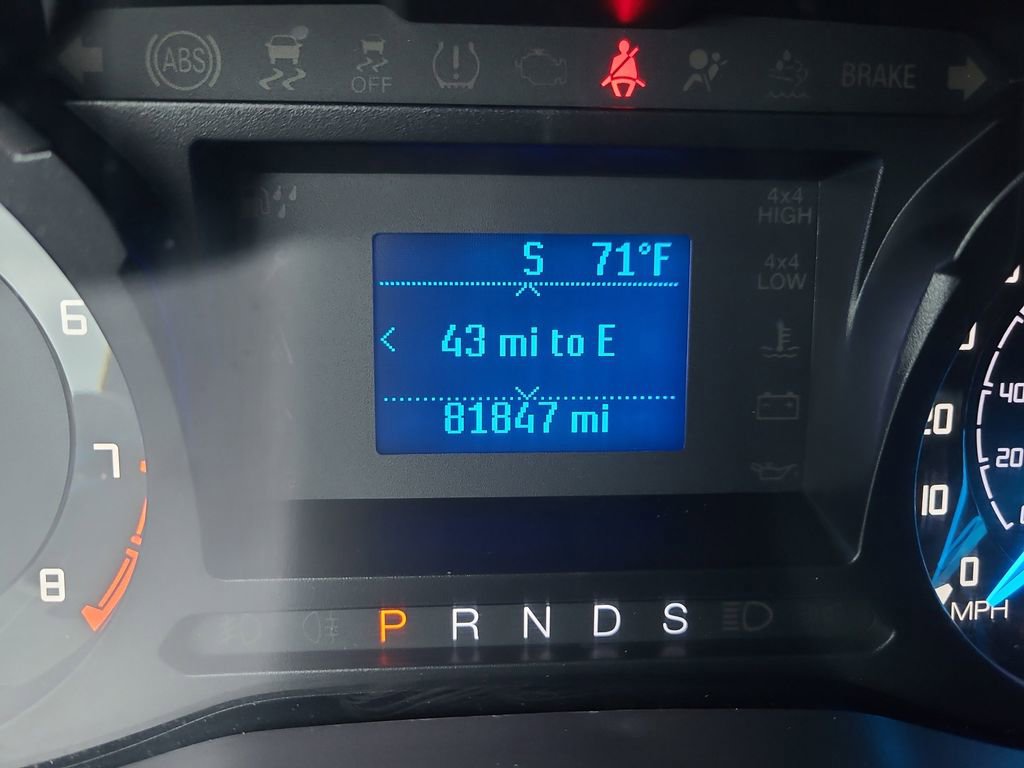 ABS
OFF
BRAKE
4x4
HIGH
S 71°F
4x4
LOW
43 mi to E
81847 mi
6
7
8
40
20
20
10
0
MPH
P R N D S